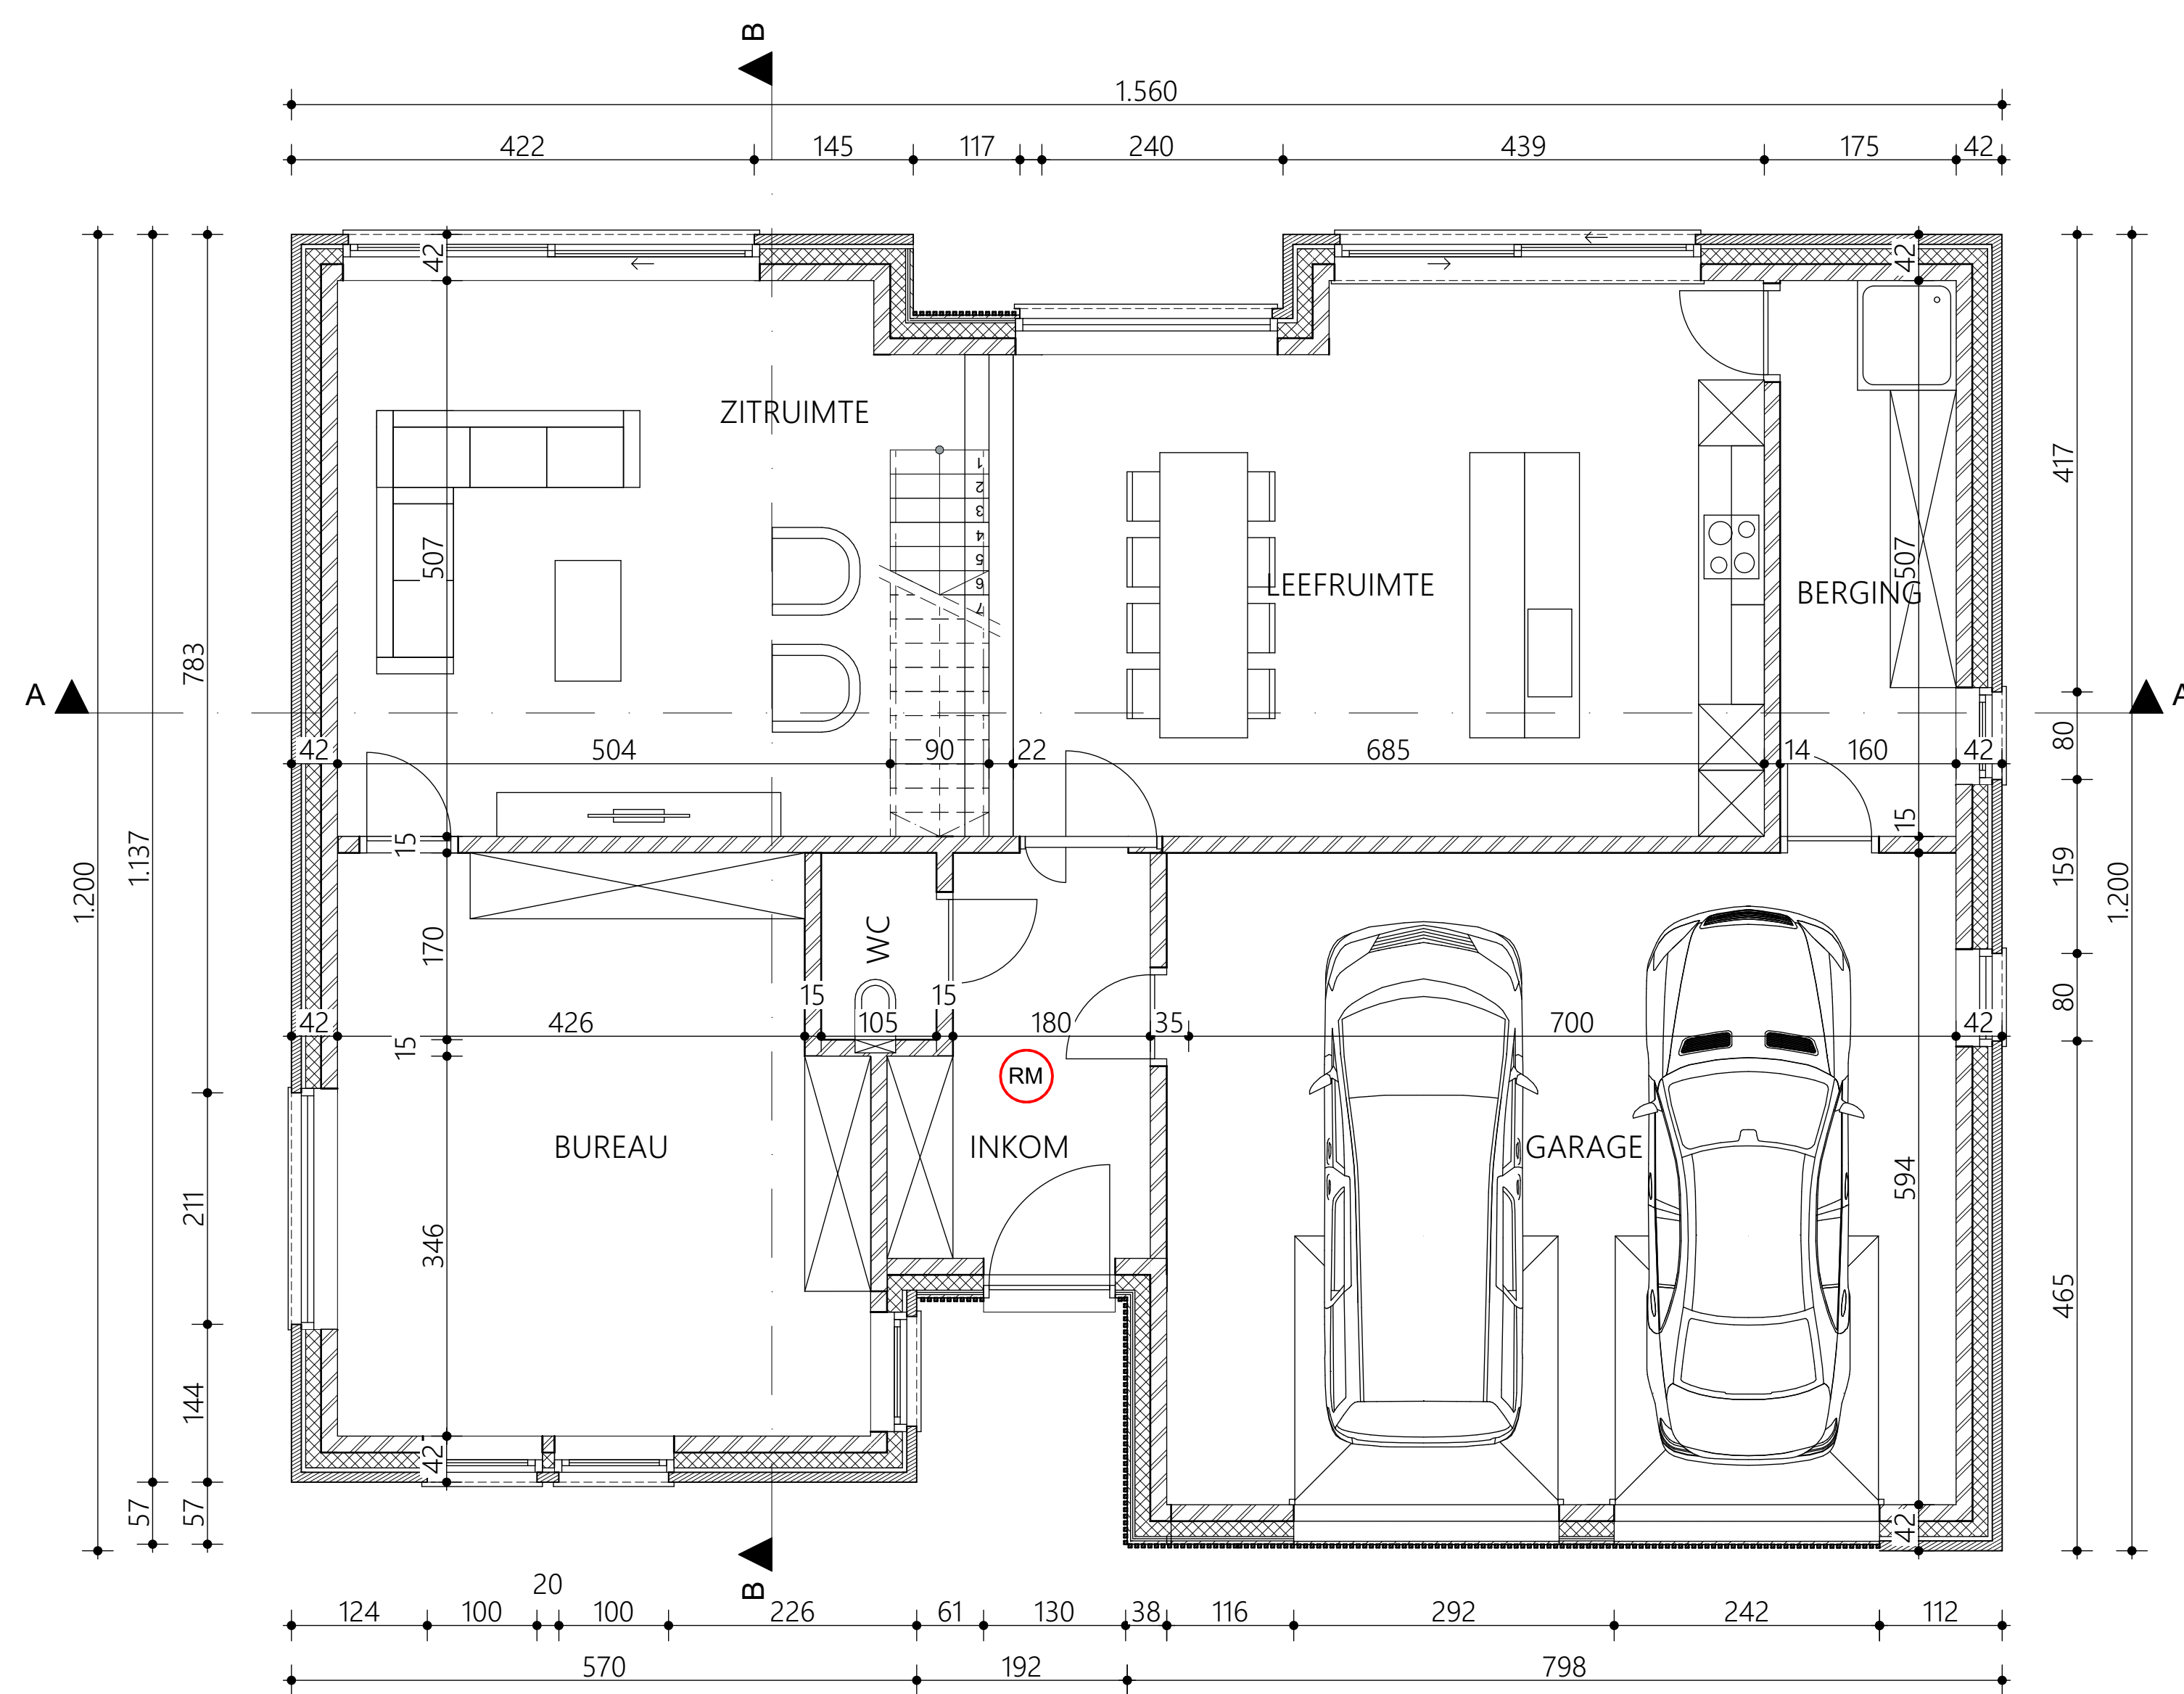 B
1.560
422 145 117 240 439 175 42
42 42
ZITRUIMTE
417
1
2
3
4
5
6
7
507 LEEFRUIMTE BERGING 507
783
A A
80
42 504 90 22 685 14 160 42
15 15
1.200 1.137 159 1.200
170 WC
15 15 80
42 426 105 180 35 700 42
15
RM
BUREAU INKOM GARAGE
211 594
346 465
144
42
57 57 42
B
20
124 100 100 226 61 130 38 116 292 242 112
570 192 798